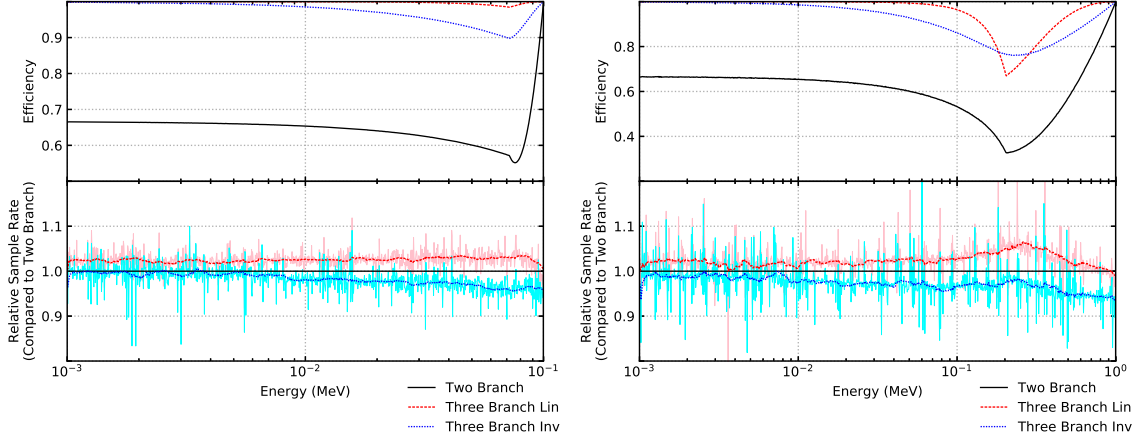 Efficiency
0.9
0.8
0.7
0.6
Relative Sample Rate
(Compared to Two Branch)
1.1
1.0
0.9
10⁻³
10⁻²
10⁻¹
Energy (MeV)
Two Branch
Three Branch Lin
Three Branch Inv
Efficiency
0.8
0.6
0.4
Relative Sample Rate
(Compared to Two Branch)
1.1
1.0
0.9
10⁻³
10⁻²
10⁻¹
10⁰
Energy (MeV)
Two Branch
Three Branch Lin
Three Branch Inv